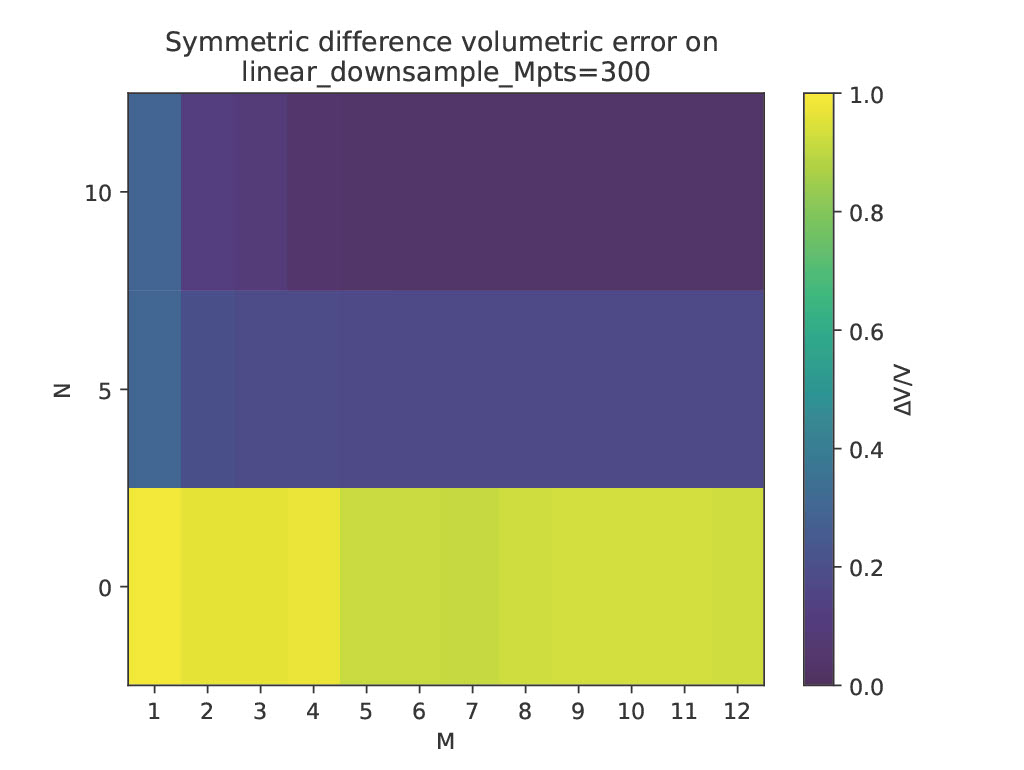 Symmetric difference volumetric error on
linear_downsample_Mpts=300
10
5
0
N
1 2 3 4 5 6 7 8 9 10 11 12
M
1.0
0.8
0.6
0.4
0.2
0.0
ΔV/V